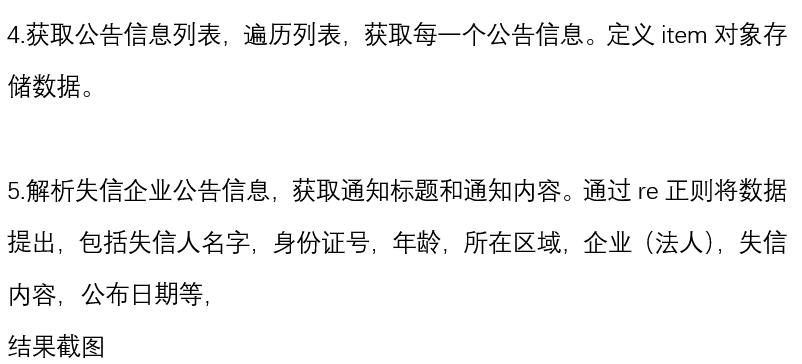 4.获取公告信息列表，遍历列表，获取每一个公告信息。定义 item 对象存
储数据。
5.解析失信企业公告信息，获取通知标题和通知内容。通过 re 正则将数据
提出，包括失信人名字，身份证号，年龄，所在区域，企业（法人），失信
内容，公布日期等，
结果截图